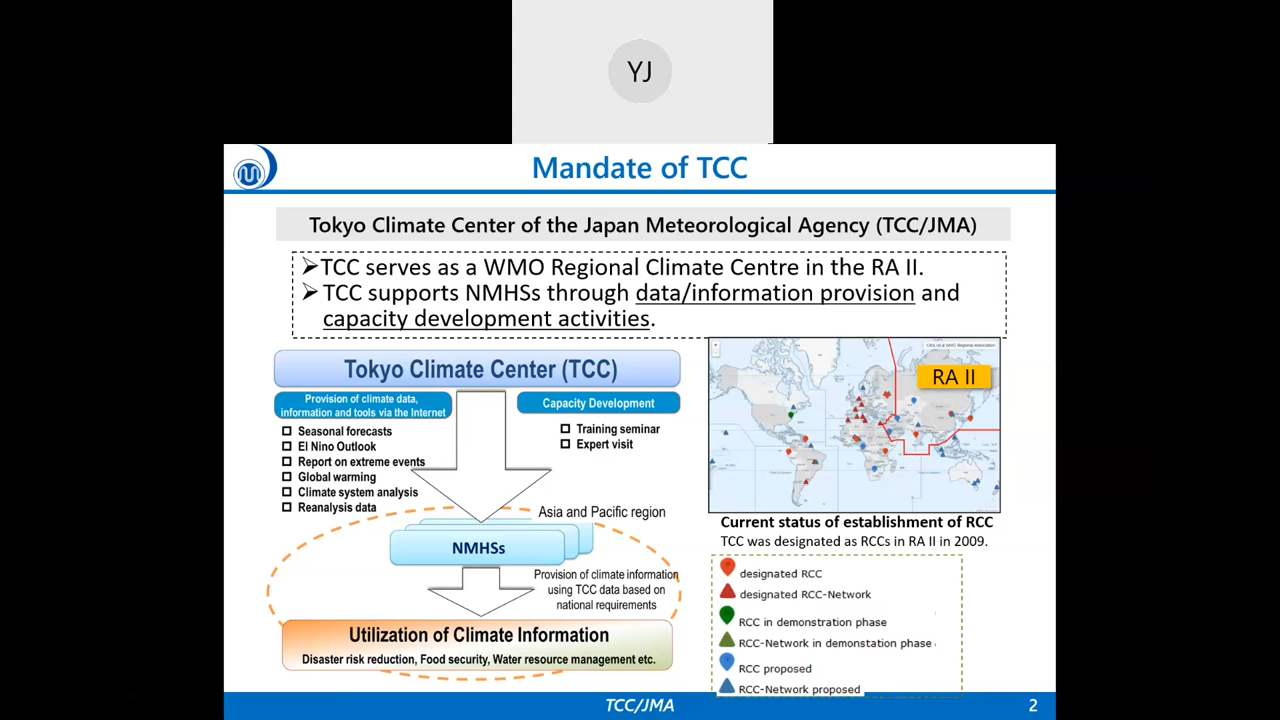 YJ
Mandate of TCC
Tokyo Climate Center of the Japan Meteorological Agency (TCC/JMA)
➢TCC serves as a WMO Regional Climate Centre in the RA II.
➢TCC supports NMHSs through data/information provision and
capacity development activities.
Tokyo Climate Center (TCC)
Provision of climate data,
information and tools via the Internet
Seasonal forecasts
El Nino Outlook
Report on extreme events
Global warming
Climate system analysis
Reanalysis data
Capacity Development
Training seminar
Expert visit
Asia and Pacific region
NMHSs
Provision of climate information
using TCC data based on
national requirements
Utilization of Climate Information
Disaster risk reduction, Food security, Water resource management etc.
RA II
Current status of establishment of RCC
TCC was designated as RCCs in RA II in 2009.
designated RCC
designated RCC-Network
RCC in demonstration phase
RCC-Network in demonstation phase
RCC proposed
RCC-Network proposed
TCC/JMA
2